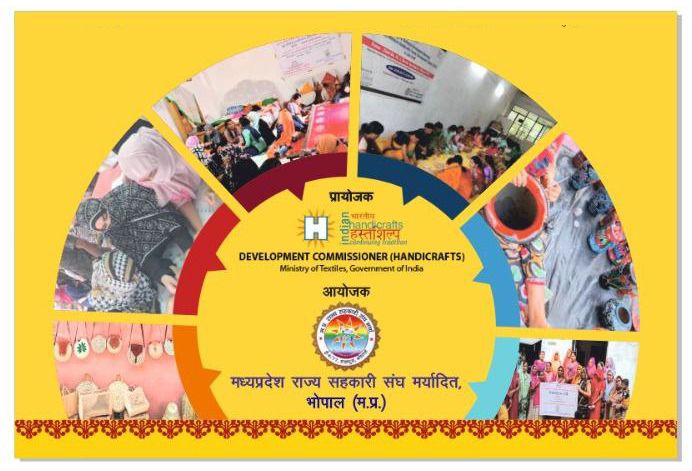 प्रायोजक
H
indian
भारतीय
handicrafts
हस्तशिल्प
continuing tradition
DEVELOPMENT COMMISSIONER (HANDICRAFTS)
Ministry of Textiles, Government of India
आयोजक
मध्यप्रदेश राज्य सहकारी संघ मर्यादित,
भोपाल (म.प्र.)